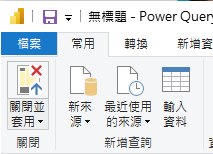 無標題 - Power Query
檔案 常用 轉換 新增資
關閉並
套用
新來
源
最近使用
的來源
輸入
資料
關閉 新增查詢